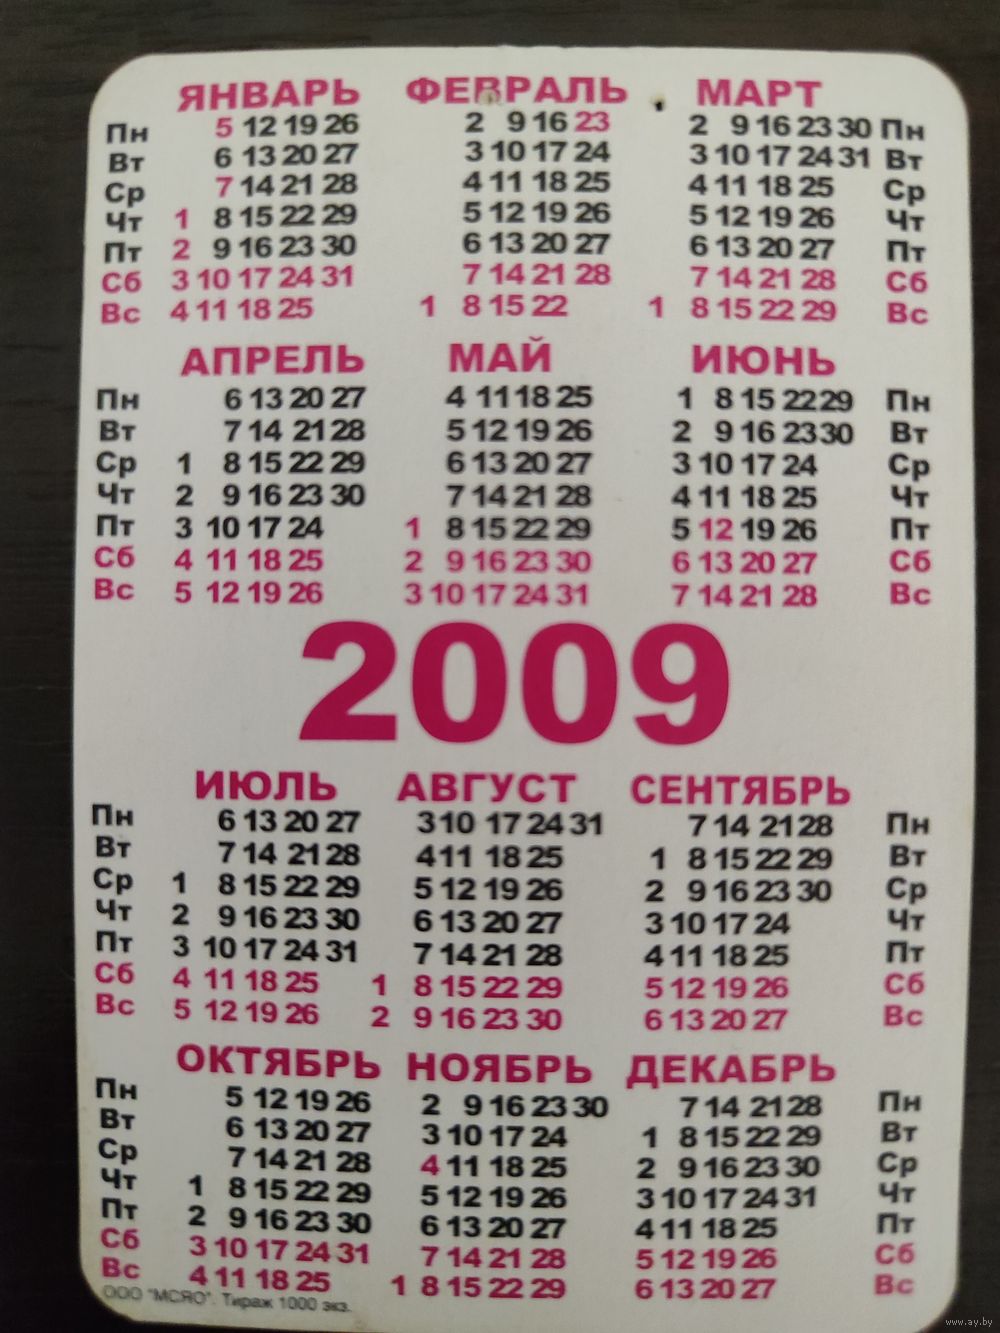 ЯНВАРЬ ФЕВРАЛЬ МАРТ
Пн 5 12 19 26 2 9 16 23 2 9 16 23 30 Пн
Вт 6 13 20 27 3 10 17 24 3 10 17 24 31 Вт
Ср 7 14 21 28 4 11 18 25 4 11 18 25 Ср
Чт 1 8 15 22 29 5 12 19 26 5 12 19 26 Чт
Пт 2 9 16 23 30 6 13 20 27 6 13 20 27 Пт
Сб 3 10 17 24 31 7 14 21 28 7 14 21 28 Сб
Вс 4 11 18 25 1 8 15 22 1 8 15 22 29 Вс
АПРЕЛЬ МАЙ ИЮНЬ
Пн 6 13 20 27 4 11 18 25 1 8 15 22 29 Пн
Вт 7 14 21 28 5 12 19 26 2 9 16 23 30 Вт
Ср 1 8 15 22 29 6 13 20 27 3 10 17 24 Ср
Чт 2 9 16 23 30 7 14 21 28 4 11 18 25 Чт
Пт 3 10 17 24 1 8 15 22 29 5 12 19 26 Пт
Сб 4 11 18 25 2 9 16 23 30 6 13 20 27 Сб
Вс 5 12 19 26 3 10 17 24 31 7 14 21 28 Вс
2009
ИЮЛЬ АВГУСТ СЕНТЯБРЬ
Пн 6 13 20 27 3 10 17 24 31 7 14 21 28 Пн
Вт 7 14 21 28 4 11 18 25 1 8 15 22 29 Вт
Ср 1 8 15 22 29 5 12 19 26 2 9 16 23 30 Ср
Чт 2 9 16 23 30 6 13 20 27 3 10 17 24 Чт
Пт 3 10 17 24 31 7 14 21 28 4 11 18 25 Пт
Сб 4 11 18 25 1 8 15 22 29 5 12 19 26 Сб
Вс 5 12 19 26 2 9 16 23 30 6 13 20 27 Вс
ОКТЯБРЬ НОЯБРЬ ДЕКАБРЬ
Пн 5 12 19 26 2 9 16 23 30 7 14 21 28 Пн
Вт 6 13 20 27 3 10 17 24 1 8 15 22 29 Вт
Ср 7 14 21 28 4 11 18 25 2 9 16 23 30 Ср
Чт 1 8 15 22 29 5 12 19 26 3 10 17 24 31 Чт
Пт 2 9 16 23 30 6 13 20 27 4 11 18 25 Пт
Сб 3 10 17 24 31 7 14 21 28 5 12 19 26 Сб
Вс 4 11 18 25 1 8 15 22 29 6 13 20 27 Вс
ООО "МСЯО". Тираж 1000 экз.
www.ay.by